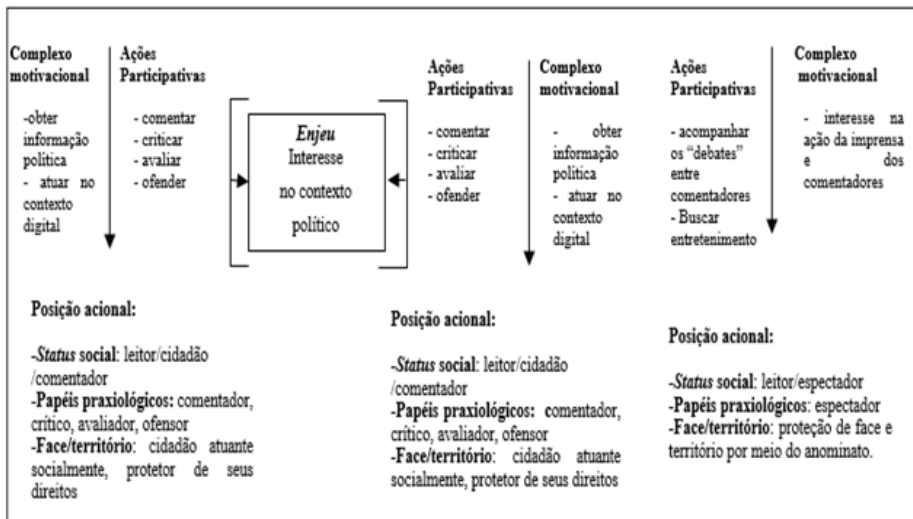 Complexo
motivacional
-obter
informação
política
- atuar no
contexto
digital
Ações
Participativas
- comentar
- criticar
- avaliar
- ofender
Enjeu
Interesse
no contexto
político
Ações
Participativas
- comentar
- criticar
- avaliar
- ofender
Complexo
motivacional
- obter
informação
política
- atuar no
contexto
digital
Ações
Participativas
- acompanhar
os “debates”
entre
comentadores
- Buscar
entretenimento
Complexo
motivacional
- interesse na
ação da imprensa
e dos
comentadores
Posição acional:
-Status social: leitor/cidadão
/comentador
-Papéis praxiológicos: comentador,
crítico, avaliador, ofensor
-Face/território: cidadão atuante
socialmente, protetor de seus
direitos
Posição acional:
-Status social: leitor/cidadão
/comentador
-Papéis praxiológicos: comentador,
crítico, avaliador, ofensor
-Face/território: cidadão atuante
socialmente, protetor de seus direitos
Posição acional:
-Status social: leitor/espectador
-Papéis praxiológicos: espectador
-Face/território: proteção de face e
território por meio do anominato.